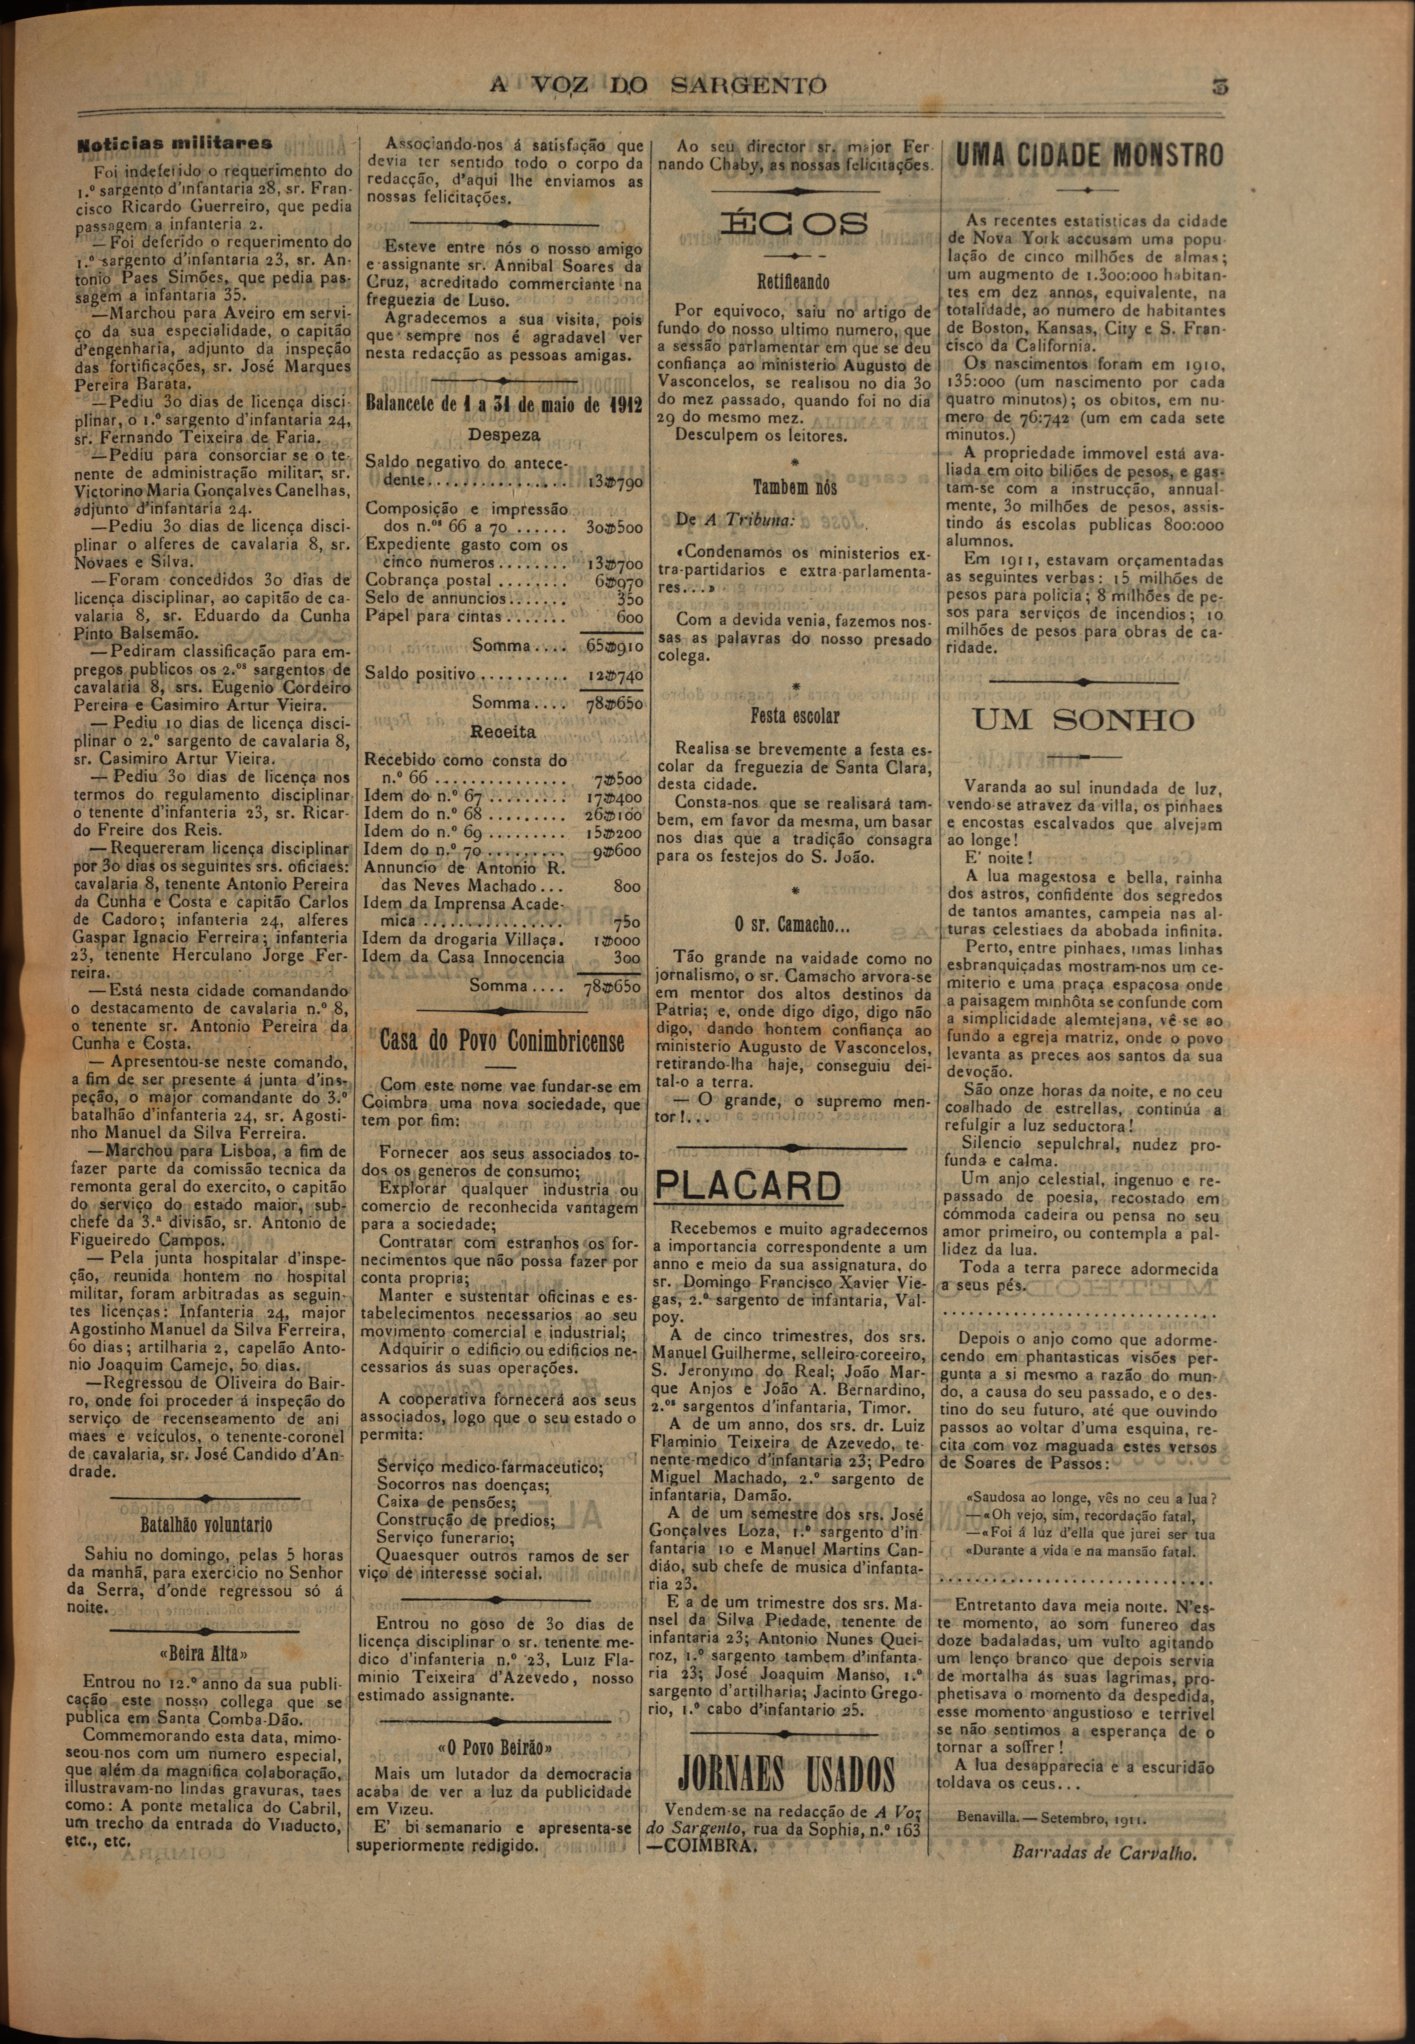 A VOZ DO SARGENTO
3
Noticias militares
Foi indeferido o requerimento do
1.º sargento d'infantaria 28, sr. Fran-
cisco Ricardo Guerreiro, que pedia
passagem a infanteria 2.
— Foi deferido o requerimento do
1.º sargento d'infantaria 23, sr. An-
tonio Paes Simões, que pedia pas-
sagem a infantaria 35.
—Marchou para Aveiro em servi-
ço da sua especialidade, o capitão
d'engenharia, adjunto da inspeção
das fortificações, sr. José Marques
Pereira Barata.
—Pediu 30 dias de licença disci-
plinar, o 1.º sargento d'infantaria 24,
sr. Fernando Teixeira de Faria.
—Pediu para consorciar se o te-
nente de administração militar, sr.
Victorino Maria Gonçalves Canelhas,
adjunto d'infantaria 24.
—Pediu 30 dias de licença disci-
plinar o alferes de cavalaria 8, sr.
Novaes e Silva.
—Foram concedidos 30 dias de
licença disciplinar, ao capitão de ca-
valaria 8, sr. Eduardo da Cunha
Pinto Balsemão.
—Pediram classificação para em-
pregos publicos os 2.ºs sargentos de
cavalaria 8, srs. Eugenio Cordeiro
Pereira e Casimiro Artur Vieira.
— Pediu 10 dias de licença disci-
plinar o 2.º sargento de cavalaria 8,
sr. Casimiro Artur Vieira.
— Pediu 30 dias de licença nos
termos do regulamento disciplinar
o tenente d'infanteria 23, sr. Ricar-
do Freire dos Reis.
—Requereram licença disciplinar
por 30 dias os seguintes srs. oficiaes:
cavalaria 8, tenente Antonio Pereira
da Cunha e Costa e capitão Carlos
de Cadoro; infanteria 24, alferes
Gaspar Ignacio Ferreira; infanteria
23, tenente Herculano Jorge Fer-
reira.
—Está nesta cidade comandando
o destacamento de cavalaria n.º 8,
o tenente sr. Antonio Pereira da
Cunha e Costa.
— Apresentou-se neste comando,
a fim de ser presente á junta d'ins-
peção, o major comandante do 3.º
batalhão d'infanteria 24, sr. Agosti-
nho Manuel da Silva Ferreira.
—Marchou para Lisboa, a fim de
fazer parte da comissão tecnica da
remonta geral do exercito, o capitão
do serviço do estado maior, sub-
chefe da 3.ª divisão, sr. Antonio de
Figueiredo Campos.
— Pela junta hospitalar d'inspe-
ção, reunida hontem no hospital
militar, foram arbitradas as seguin-
tes licenças: Infanteria 24, major
Agostinho Manuel da Silva Ferreira,
60 dias; artilharia 2, capelão Anto-
nio Joaquim Camejo, 50 dias.
—Regressou de Oliveira do Bair-
ro, onde foi proceder á inspeção do
serviço de recenseamento de ani
maes e veiculos, o tenente-coronel
de cavalaria, sr. José Candido d'An-
drade.
Batalhão voluntario
Sahiu no domingo, pelas 5 horas
da manhã, para exercicio no Senhor
da Serra, d'onde regressou só á
noite.
«Beira Alta»
Entrou no 12.º anno da sua publi-
cação este nosso collega que se
publica em Santa Comba-Dão.
Commemorando esta data, mimo-
seou-nos com um numero especial,
que além da magnifica colaboração,
illustravam-no lindas gravuras, taes
como: A ponte metalica do Cabril,
um trecho da entrada do Viaducto,
etc., etc.
Associando-nos á satisfação que
devia ter sentido todo o corpo da
redacção, d'aqui lhe enviamos as
nossas felicitações.
Esteve entre nós o nosso amigo
e assignante sr. Annibal Soares da
Cruz, acreditado commerciante na
freguezia de Luso.
Agradecemos a sua visita, pois
que sempre nos é agradavel ver
nesta redacção as pessoas amigas.
Balancete de 1 a 31 de maio de 1912
Despeza
Saldo negativo do antece-
dente................ 13$790
Composição e impressão
dos n.ºs 66 a 70 ...... 30$500
Expediente gasto com os
cinco numeros........ 13$700
Cobrança postal ........ 6$970
Selo de annuncios....... 350
Papel para cintas ....... 600
Somma.... 65$910
Saldo positivo .......... 12$740
Somma.... 78$650
Receita
Recebido como consta do
n.º 66 ............... 7$500
Idem do n.º 67 ......... 17$400
Idem do n.º 68 ......... 26$100
Idem do n.º 69 ......... 15$200
Idem do n.º 70 ......... 9$600
Annuncio de Antonio R.
das Neves Machado... 800
Idem da Imprensa Acade-
mica ................ 750
Idem da drogaria Villaça. 1$000
Idem da Casa Innocencia 300
Somma.... 78$650
Casa do Povo Conimbricense
Com este nome vae fundar-se em
Coimbra uma nova sociedade, que
tem por fim:
Fornecer aos seus associados to-
dos os generos de consumo;
Explorar qualquer industria ou
comercio de reconhecida vantagem
para a sociedade;
Contratar com estranhos os for-
necimentos que não possa fazer por
conta propria;
Manter e sustentar oficinas e es-
tabelecimentos necessarios ao seu
movimento comercial e industrial;
Adquirir o edificio ou edificios ne-
cessarios ás suas operações.
A cooperativa fornecerá aos seus
associados, logo que o seu estado o
permita:
Serviço medico-farmaceutico;
Socorros nas doenças;
Caixa de pensões;
Construção de predios;
Serviço funerario;
Quaesquer outros ramos de ser
viço de interesse social.
Entrou no goso de 30 dias de
licença disciplinar o sr. tenente me-
dico d'infanteria n.º 23, Luiz Fla-
minio Teixeira d'Azevedo, nosso
estimado assignante.
«O Povo Beirão»
Mais um lutador da democracia
acaba de ver a luz da publicidade
em Vizeu.
E' bi semanario e apresenta-se
superiormente redigido.
Ao seu director sr. major Fer
nando Chaby, as nossas felicitações.
ÉCOS
Retificando
Por equivoco, saiu no artigo de
fundo do nosso ultimo numero, que
a sessão parlamentar em que se deu
confiança ao ministerio Augusto de
Vasconcelos, se realisou no dia 30
do mez passado, quando foi no dia
29 do mesmo mez.
Desculpem os leitores.
*
Tambem nós
De A Tribuna:
«Condenamos os ministerios ex-
tra-partidarios e extra-parlamenta-
res...»
Com a devida venia, fazemos nos-
sas as palavras do nosso presado
colega.
*
Festa escolar
Realisa-se brevemente a festa es-
colar da freguezia de Santa Clara,
desta cidade.
Consta-nos que se realisará tam-
bem, em favor da mesma, um basar
nos dias que a tradição consagra
para os festejos do S. João.
*
O sr. Camacho...
Tão grande na vaidade como no
jornalismo, o sr. Camacho arvora-se
em mentor dos altos destinos da
Patria; e, onde digo digo, digo não
digo, dando hontem confiança ao
ministerio Augusto de Vasconcelos,
retirando-lha haje, conseguiu dei-
tal-o a terra.
— O grande, o supremo men-
tor!...
PLACARD
Recebemos e muito agradecemos
a importancia correspondente a um
anno e meio da sua assignatura, do
sr. Domingo Francisco Xavier Vie-
gas, 2.º sargento de infantaria, Val-
poy.
A de cinco trimestres, dos srs.
Manuel Guilherme, selleiro-coreeiro,
S. Jeronymo do Real; João Mar-
que Anjos e João A. Bernardino,
2.ºs sargentos d'infantaria, Timor.
A de um anno, dos srs. dr. Luiz
Flaminio Teixeira de Azevedo, te-
nente-medico d'infantaria 23; Pedro
Miguel Machado, 2.º sargento de
infantaria, Damão.
A de um semestre dos srs. José
Gonçalves Loza, 1.º sargento d'in
fantaria 10 e Manuel Martins Can-
diáo, sub chefe de musica d'infanta-
ria 23.
E a de um trimestre dos srs. Ma-
nsel da Silva Piedade, tenente de
infantaria 23; Antonio Nunes Quei-
roz, 1.º sargento tambem d'infanta-
ria 23; José Joaquim Manso, 1.º
sargento d'artilharia; Jacinto Grego-
rio, 1.º cabo d'infantario 25.
JORNAES USADOS
Vendem-se na redacção de A Voz
do Sargento, rua da Sophia, n.º 163
—COIMBRA.
UMA CIDADE MONSTRO
As recentes estatisticas da cidade
de Nova York accusam uma popu
lação de cinco milhões de almas;
um augmento de 1.300:000 habitan-
tes em dez annos, equivalente, na
totalidade, ao numero de habitantes
de Boston, Kansas, City e S. Fran-
cisco da California.
Os nascimentos foram em 1910,
135:000 (um nascimento por cada
quatro minutos); os obitos, em nu-
mero de 76:742 (um em cada sete
minutos.)
A propriedade immovel está ava-
liada em oito biliões de pesos, e gas-
tam-se com a instrucção, annual-
mente, 30 milhões de pesos, assis-
tindo ás escolas publicas 800:000
alumnos.
Em 1911, estavam orçamentadas
as seguintes verbas: 15 milhões de
pesos para policia; 8 milhões de pe-
sos para serviços de incendios; 10
milhões de pesos para obras de ca-
ridade.
UM SONHO
Varanda ao sul inundada de luz,
vendo-se atravez da villa, os pinhaes
e encostas escalvados que alvejam
ao longe!
E' noite!
A lua magestosa e bella, rainha
dos astros, confidente dos segredos
de tantos amantes, campeia nas al-
turas celestiaes da abobada infinita.
Perto, entre pinhaes, umas linhas
esbranquiçadas mostram-nos um ce-
miterio e uma praça espaçosa onde
a paisagem minhôta se confunde com
a simplicidade alemtejana, vê-se ao
fundo a egreja matriz, onde o povo
levanta as preces aos santos da sua
devoção.
São onze horas da noite, e no ceu
coalhado de estrellas, continúa a
refulgir a luz seductora!
Silencio sepulchral, nudez pro-
funda e calma.
Um anjo celestial, ingenuo e re-
passado de poesia, recostado em
cómmoda cadeira ou pensa no seu
amor primeiro, ou contempla a pal-
lidez da lua.
Toda a terra parece adormecida
a seus pés.
................................
Depois o anjo como que adorme-
cendo em phantasticas visões per-
gunta a si mesmo a razão do mun-
do, a causa do seu passado, e o des-
tino do seu futuro, até que ouvindo
passos ao voltar d'uma esquina, re-
cita com voz maguada estes versos
de Soares de Passos:
«Saudosa ao longe, vês no ceu a lua?
—«Oh vejo, sim, recordação fatal,
—«Foi á luz d'ella que jurei ser tua
«Durante a vida e na mansão fatal.
................................
Entretanto dava meia noite. N'es-
te momento, ao som funereo das
doze badaladas, um vulto agitando
um lenço branco que depois servia
de mortalha ás suas lagrimas, pro-
phetisava o momento da despedida,
esse momento angustioso e terrivel
se não sentimos a esperança de o
tornar a soffrer!
A lua desapparecia e a escuridão
toldava os ceus...
Benavilla. — Setembro, 1911.
Barradas de Carvalho.